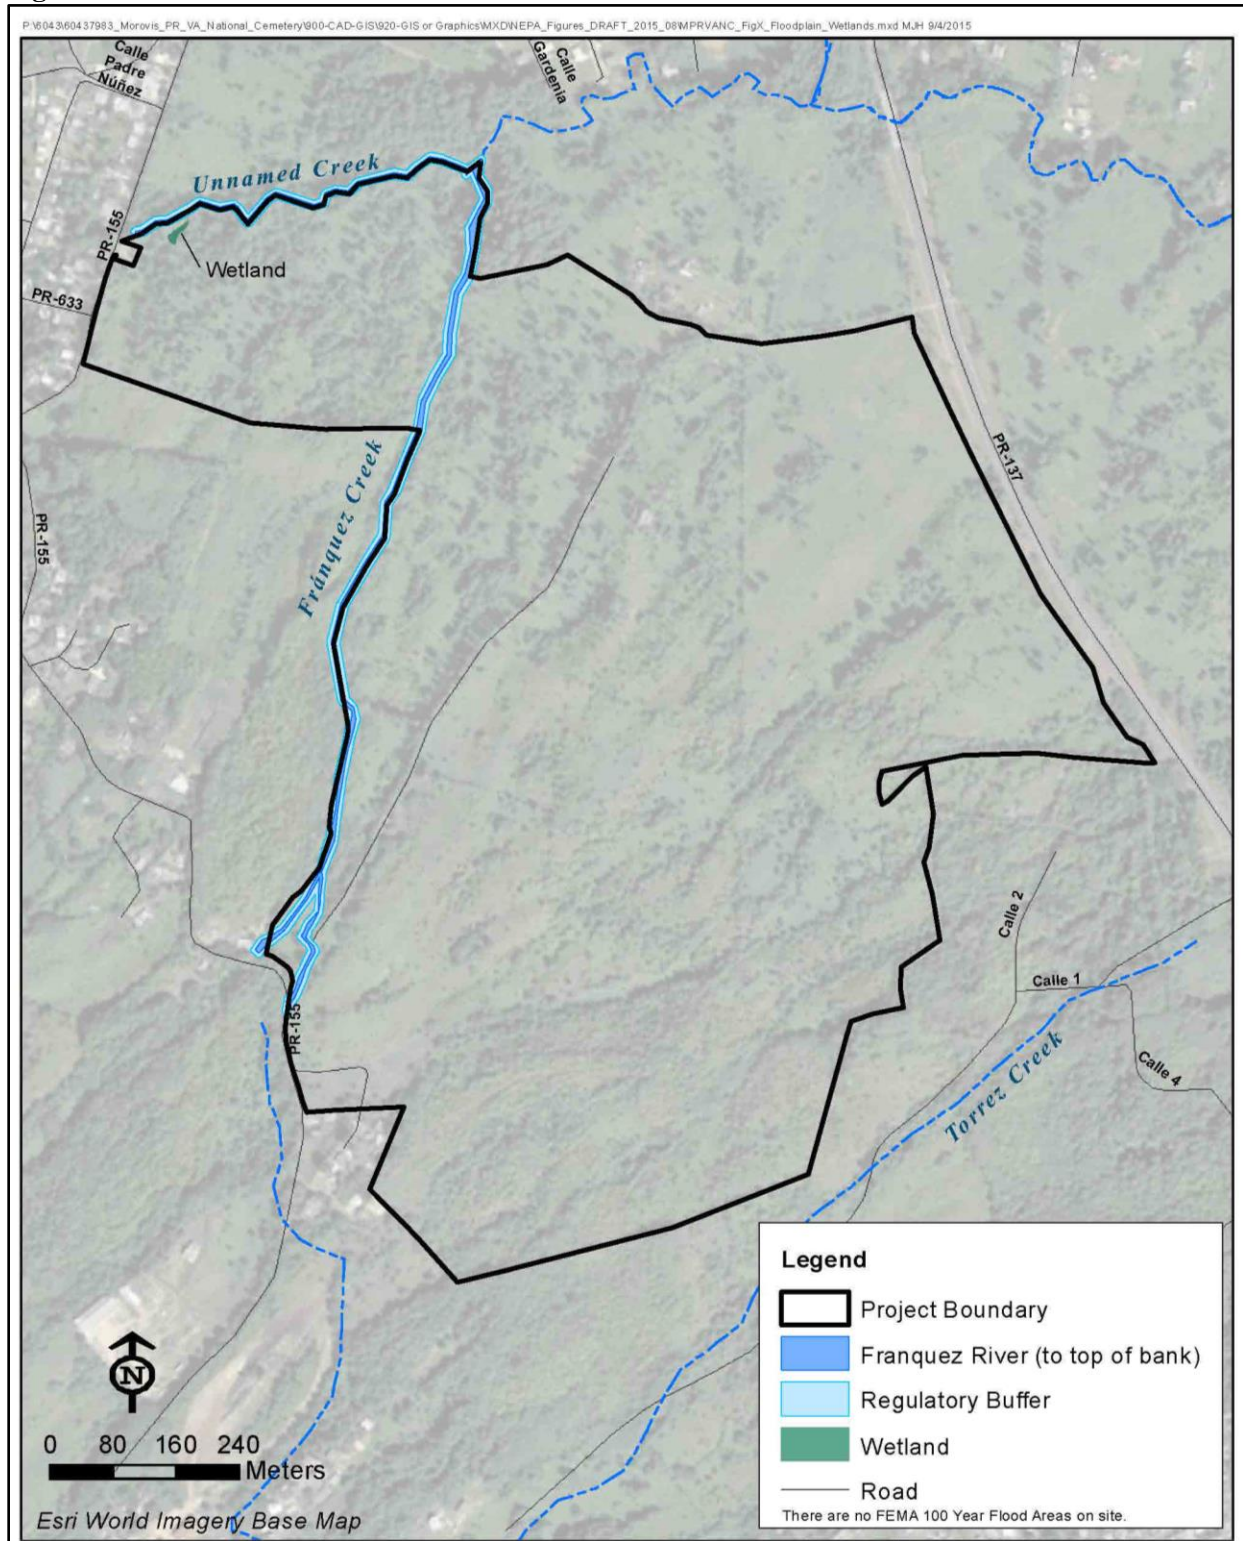 P:\6043\60437983_Morovis_PR_VA_National_Cemetery\900-CAD-GIS\920-GIS or Graphics\MXD\NEPA_Figures_DRAFT_2015_08\MPRVANC_FigX_Floodplain_Wetlands.mxd MJH 9/4/2015
Calle
Padre
Núñez
Calle
Gardenia
Unnamed Creek
PR-155
Wetland
PR-633
PR-137
Fránquez Creek
PR-155
Calle 2
Calle 1
PR-155
Calle 4
Torrez Creek
Legend
Project Boundary
Franquez River (to top of bank)
Regulatory Buffer
Wetland
Road
There are no FEMA 100 Year Flood Areas on site.
N
0 80 160 240
Meters
Esri World Imagery Base Map